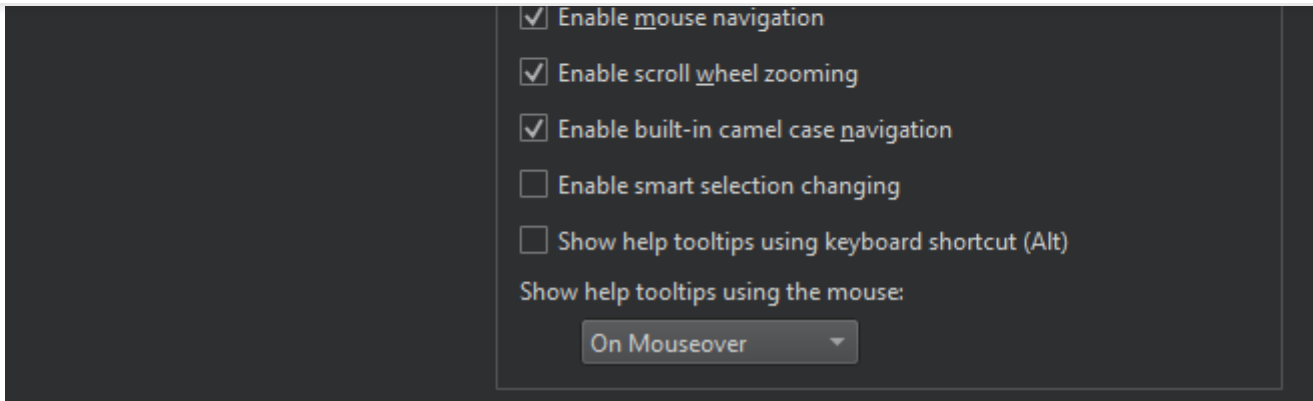 Enable mouse navigation
Enable scroll wheel zooming
Enable built-in camel case navigation
Enable smart selection changing
Show help tooltips using keyboard shortcut (Alt)
Show help tooltips using the mouse:
On Mouseover